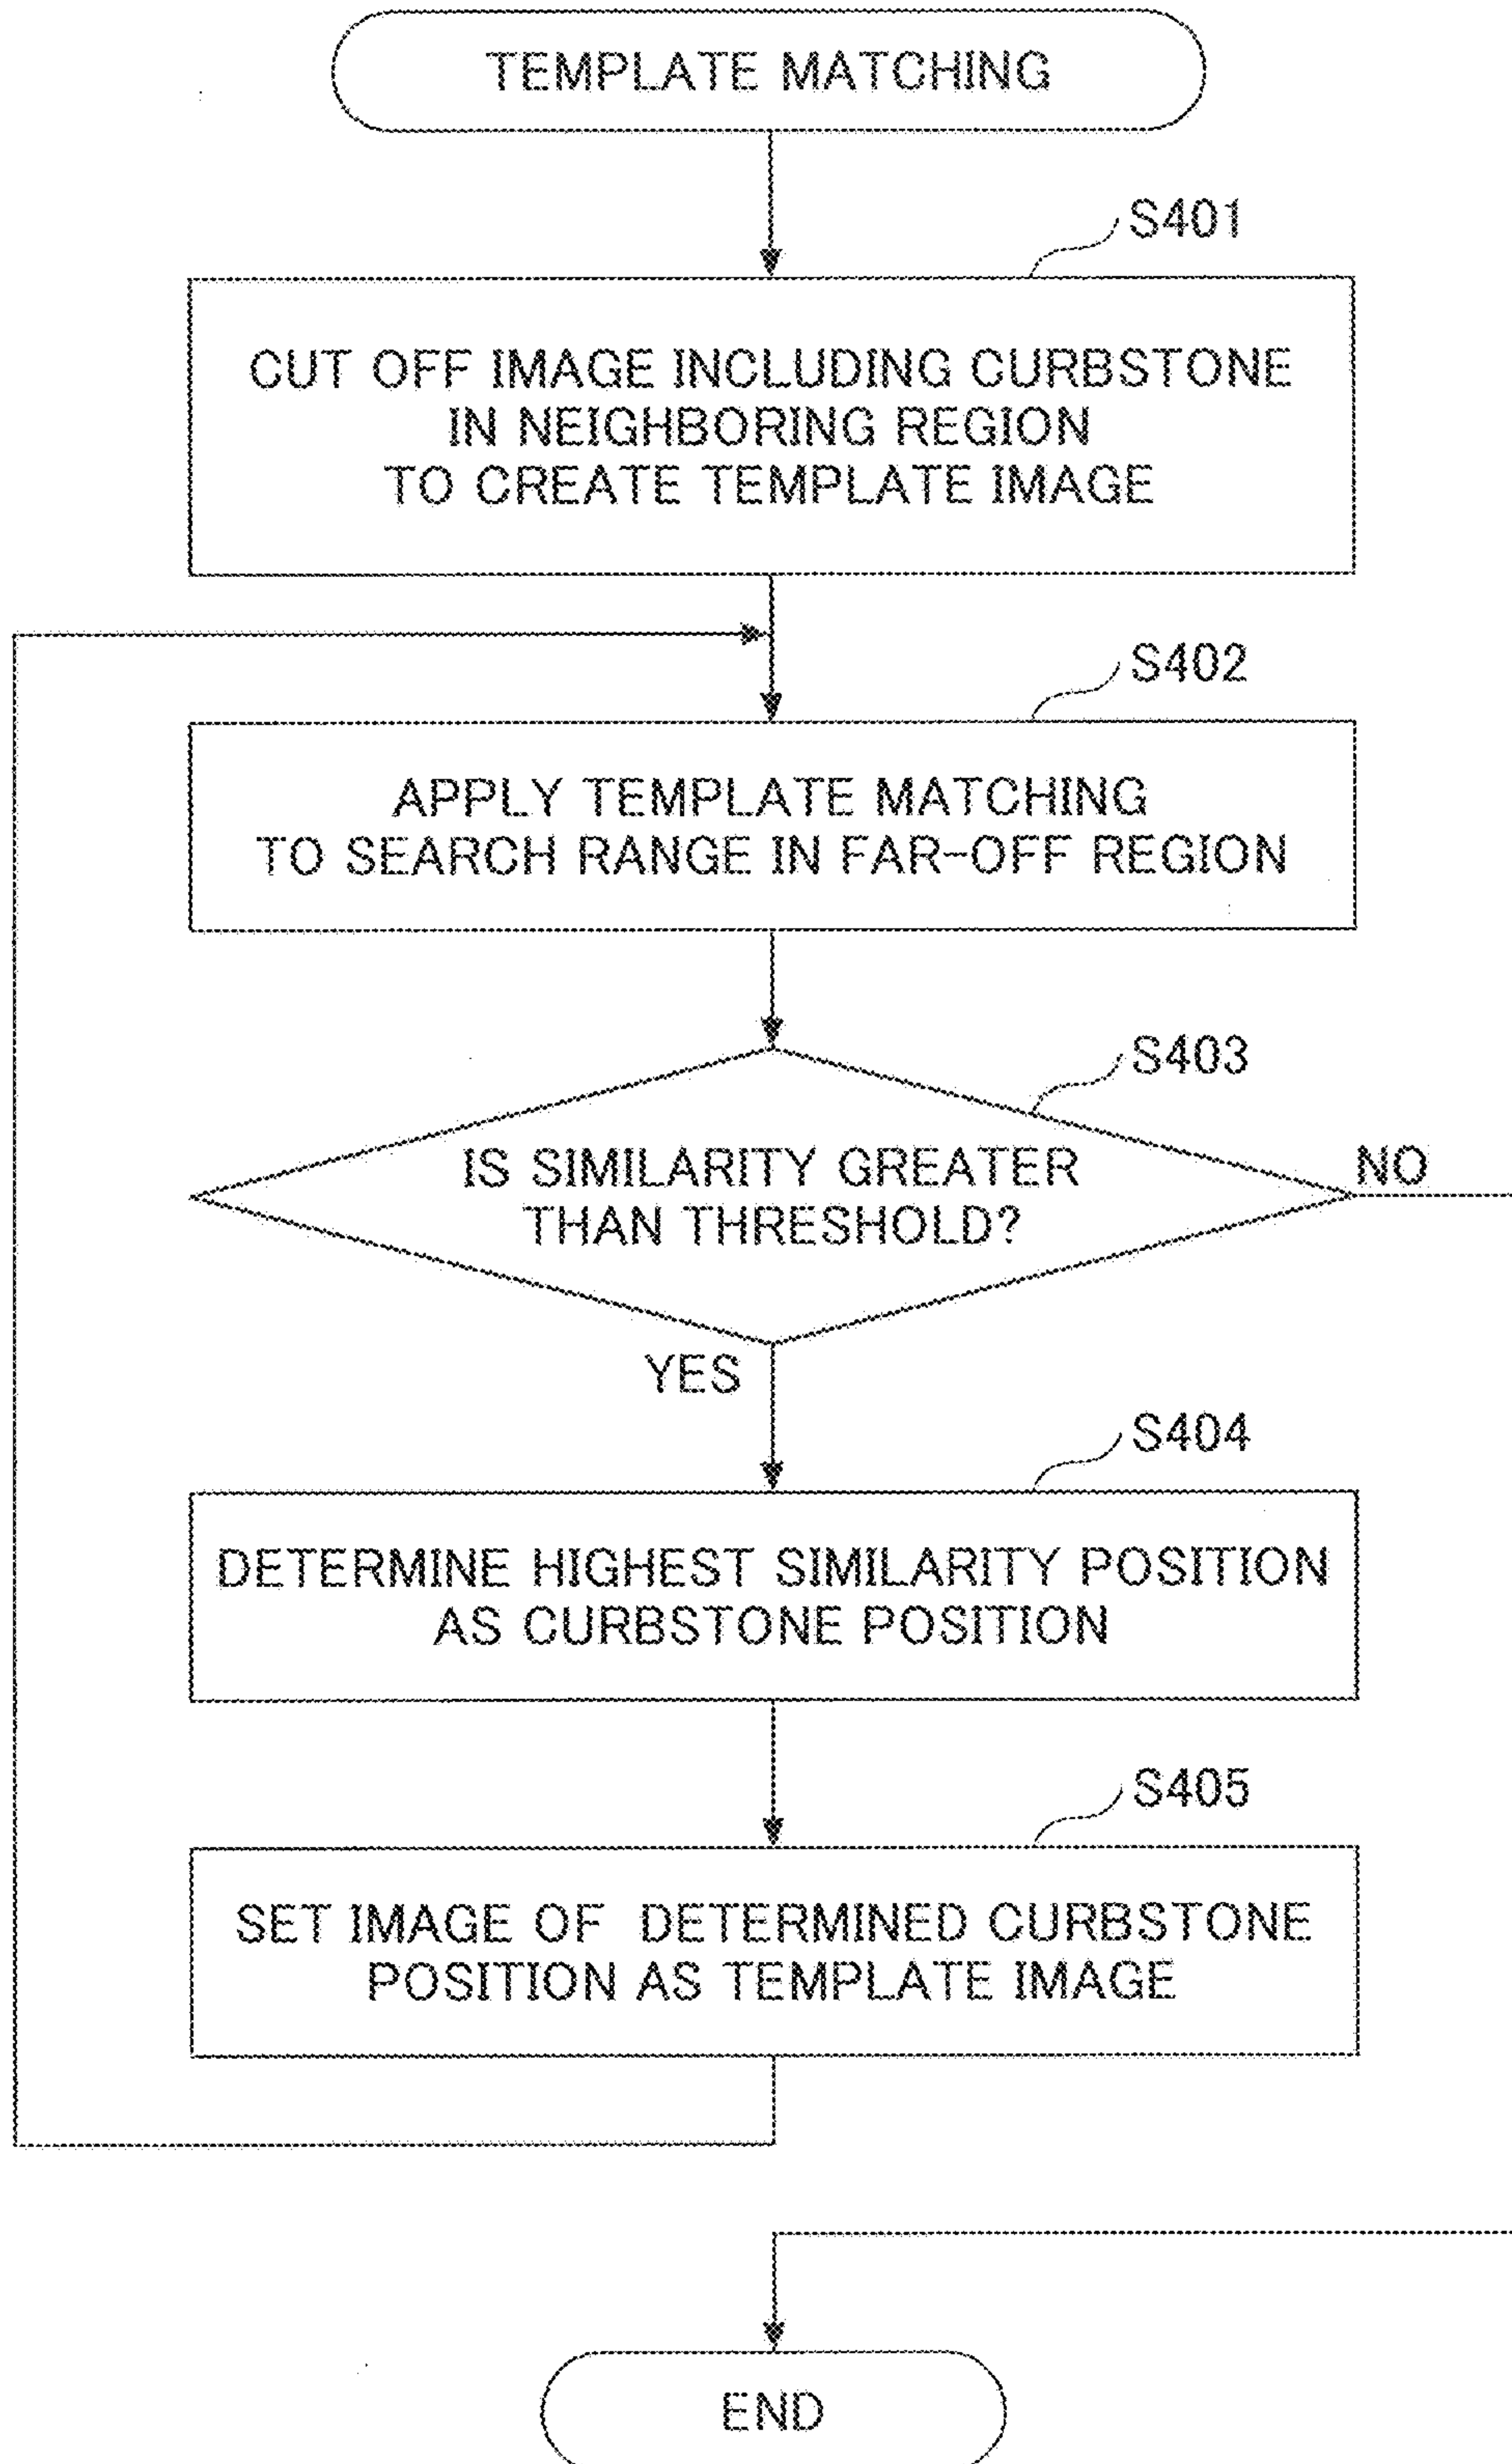 TEMPLATE MATCHING
S401
CUT OFF IMAGE INCLUDING CURBSTONE
IN NEIGHBORING REGION
TO CREATE TEMPLATE IMAGE
S402
APPLY TEMPLATE MATCHING
TO SEARCH RANGE IN FAR-OFF REGION
S403
IS SIMILARITY GREATER
THAN THRESHOLD?
NO
YES
S404
DETERMINE HIGHEST SIMILARITY POSITION
AS CURBSTONE POSITION
S405
SET IMAGE OF DETERMINED CURBSTONE
POSITION AS TEMPLATE IMAGE
END